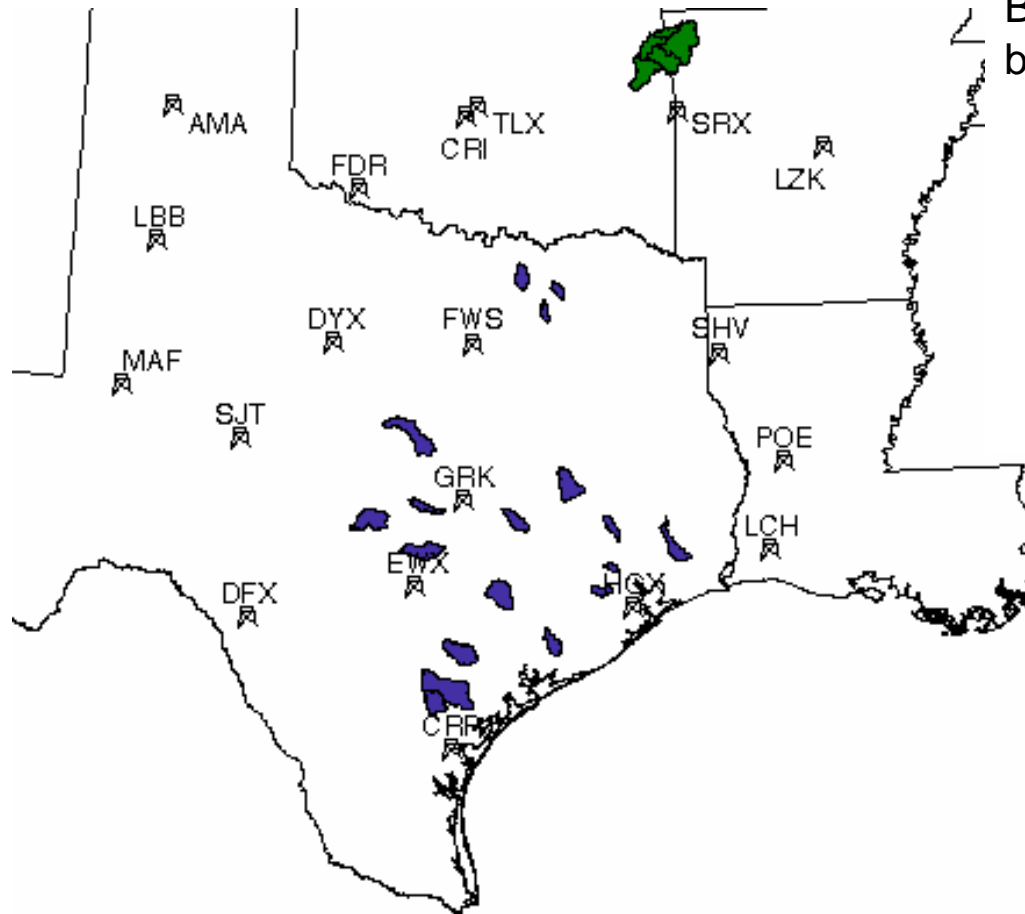 AMA
TLX
CRI
SRX
FDR
LZK
LBB
DYX
FWS
SHV
MAF
SJT
POE
GRK
LCH
EWX
HGX
DFX
CRP